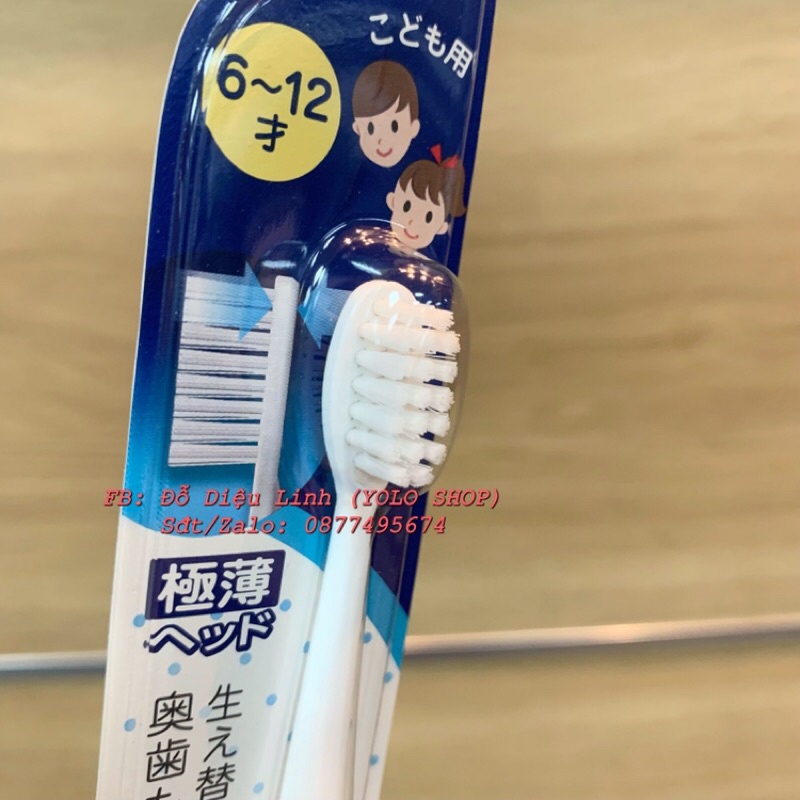 こども用
6～12
才
FB: Đỗ Diệu Linh (YOLO SHOP)
Sđt/Zalo: 0877495674
極薄
ヘッド
生え替
奥歯